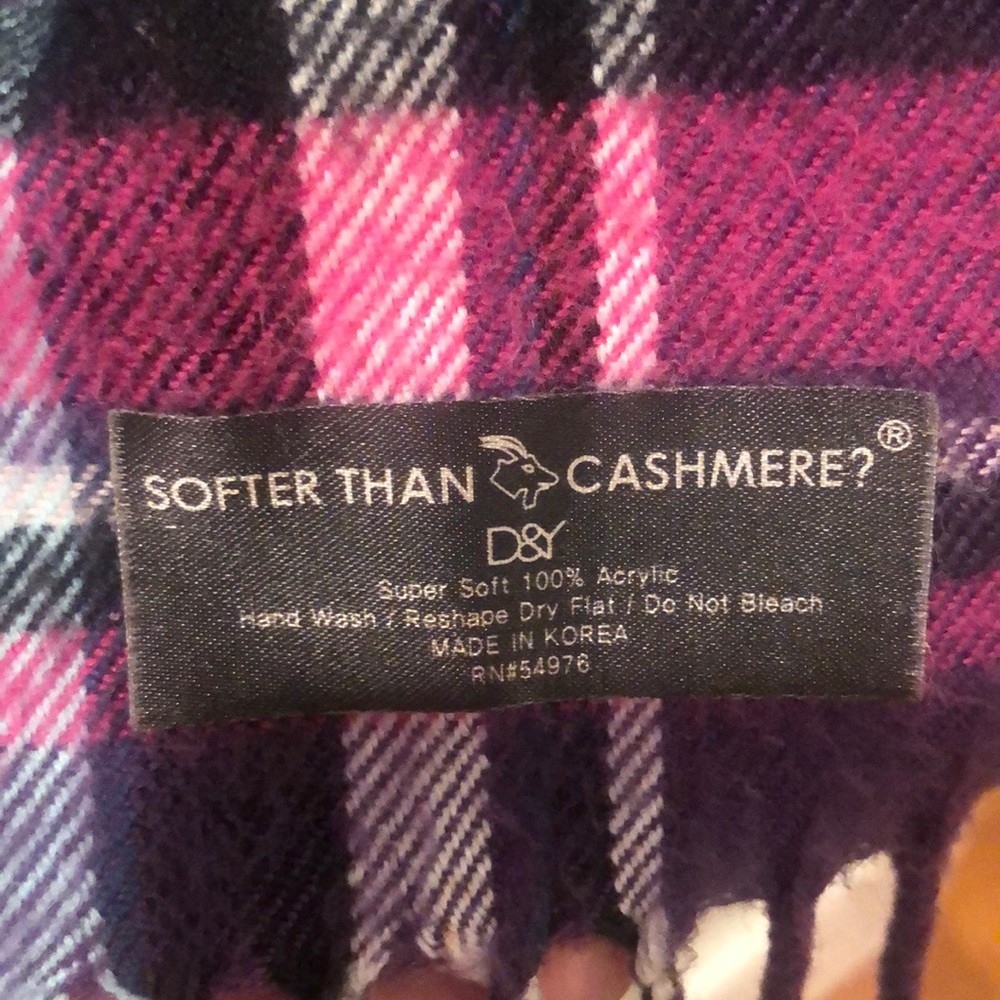 SOFTER THAN CASHMERE?®
D&Y
Super Soft 100% Acrylic
Hand Wash / Reshape Dry Flat / Do Not Bleach
MADE IN KOREA
RN#54976